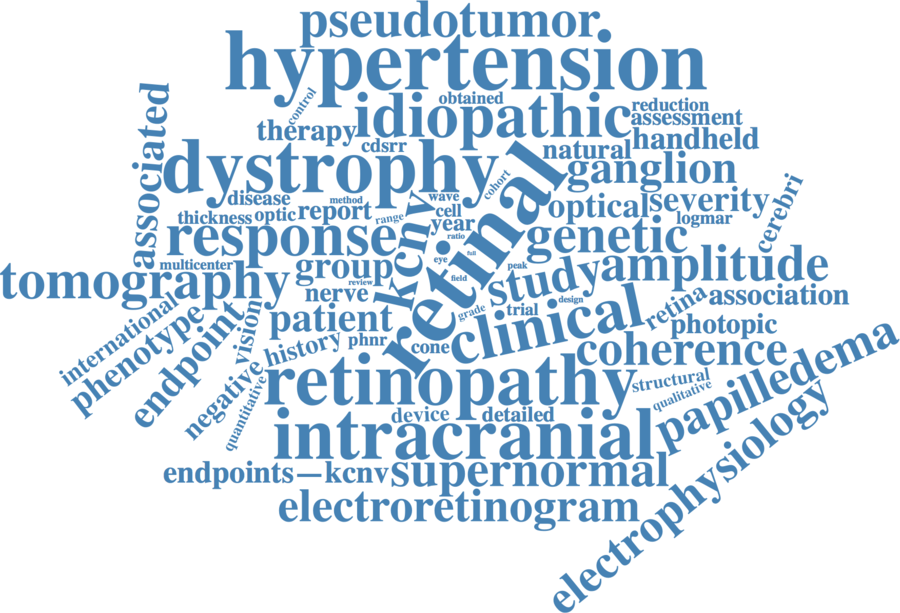 pseudotumor
hypertension
control
obtained
idiopathic
reduction
assessment
associated
therapy
handheld
cdsrr
natural
dystrophy
ganglion
cohort
disease
method
wave
optical
severity
cerebri
thickness
optic
report
range
cell
year
logmar
response
kcnv
ratio
genetic
retinal
multicenter
group
eye
full
peak
study
amplitude
tomography
review
field
nerve
grade
trial
design
retina
association
international
phenotype
endpoint
vision
patient
clinical
photopic
history
phnr
cone
coherence
negative
quantitative
retinopathy
structural
qualitative
papilledema
device
detailed
intracranial
endpoints—kcnv
supernormal
electroretinogram
electrophysiology